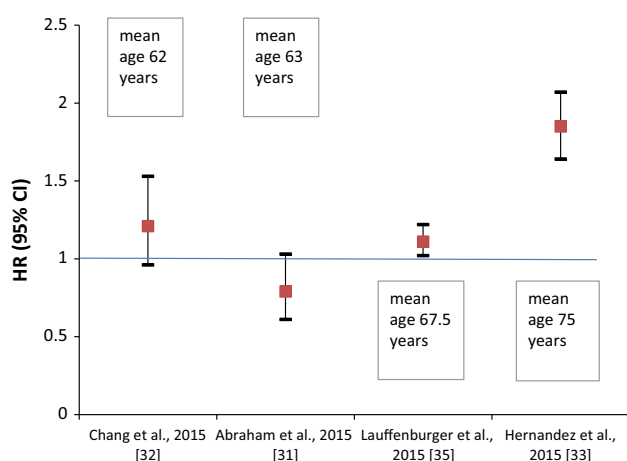 2.5
2
1.5
1
0.5
0
HR (95% CI)
mean
age 62
years
mean
age 63
years
mean
age 67.5
years
mean
age 75
years
Chang et al., 2015
[32]
Abraham et al., 2015
[31]
Lauffenburger et al.,
2015 [35]
Hernandez et al.,
2015 [33]